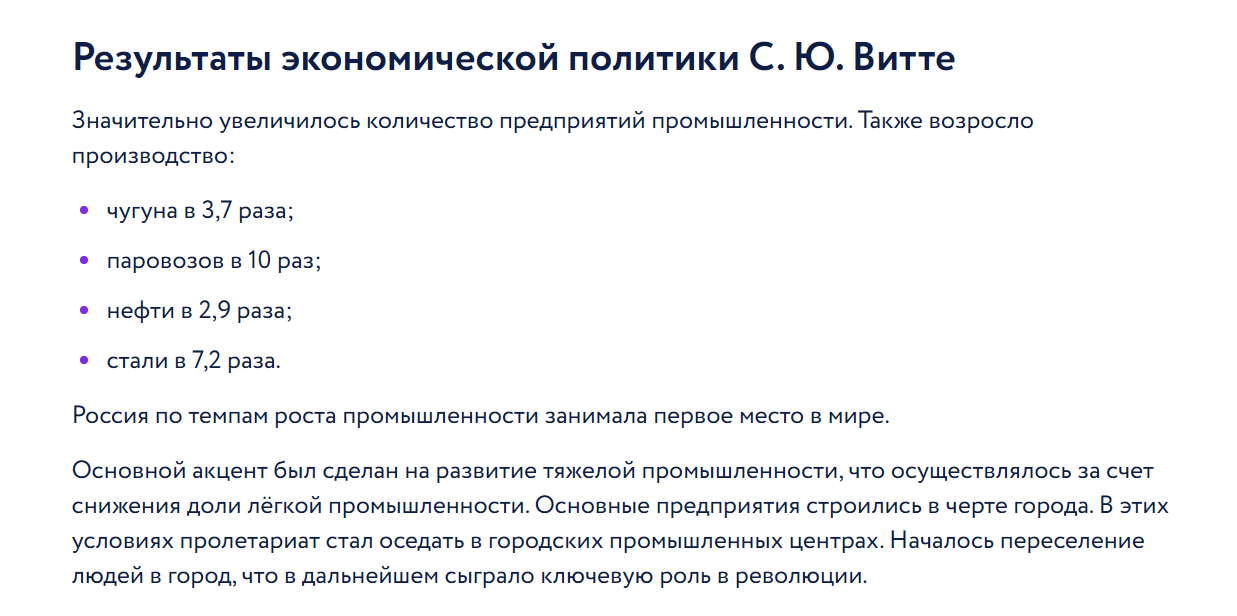 Результаты экономической политики С. Ю. Витте
Значительно увеличилось количество предприятий промышленности. Также возросло
производство:
• чугуна в 3,7 раза;
• паровозов в 10 раз;
• нефти в 2,9 раза;
• стали в 7,2 раза.
Россия по темпам роста промышленности занимала первое место в мире.
Основной акцент был сделан на развитие тяжелой промышленности, что осуществлялось за счет
снижения доли лёгкой промышленности. Основные предприятия строились в черте города. В этих
условиях пролетариат стал оседать в городских промышленных центрах. Началось переселение
людей в город, что в дальнейшем сыграло ключевую роль в революции.